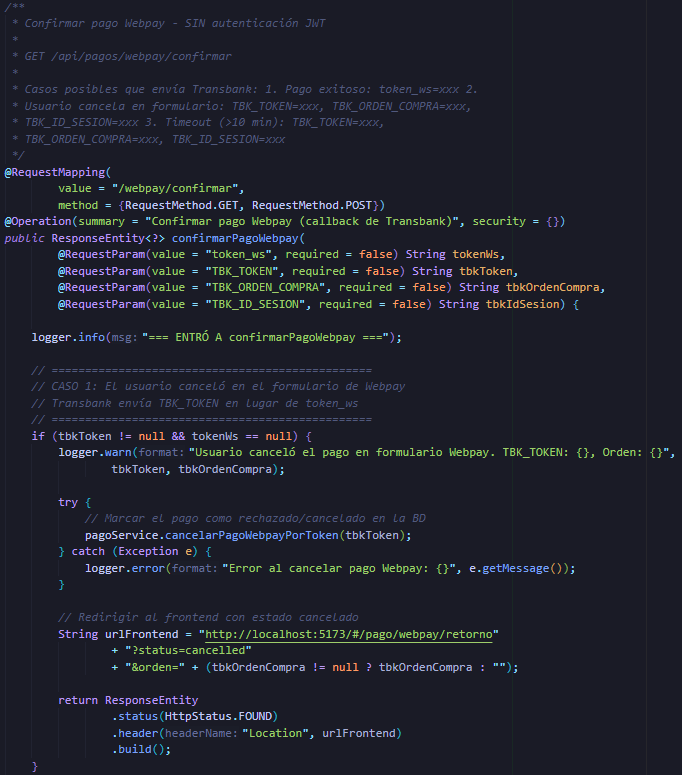 /**
 * Confirmar pago Webpay - SIN autenticación JWT
 *
 * GET /api/pagos/webpay/confirmar
 *
 * Casos posibles que envía Transbank: 1. Pago exitoso: token_ws=xxx 2.
 * Usuario cancela en formulario: TBK_TOKEN=xxx, TBK_ORDEN_COMPRA=xxx,
 * TBK_ID_SESION=xxx 3. Timeout (>10 min): TBK_TOKEN=xxx,
 * TBK_ORDEN_COMPRA=xxx, TBK_ID_SESION=xxx
 */
@RequestMapping(
        value = "/webpay/confirmar",
        method = {RequestMethod.GET, RequestMethod.POST})
@Operation(summary = "Confirmar pago Webpay (callback de Transbank)", security = {})
public ResponseEntity<?> confirmarPagoWebpay(
        @RequestParam(value = "token_ws", required = false) String tokenWs,
        @RequestParam(value = "TBK_TOKEN", required = false) String tbkToken,
        @RequestParam(value = "TBK_ORDEN_COMPRA", required = false) String tbkOrdenCompra,
        @RequestParam(value = "TBK_ID_SESION", required = false) String tbkIdSesion) {

    logger.info(msg: "=== ENTRÓ A confirmarPagoWebpay ===");

    // ================================================
    // CASO 1: El usuario canceló en el formulario de Webpay
    // Transbank envía TBK_TOKEN en lugar de token_ws
    // ================================================
    if (tbkToken != null && tokenWs == null) {
        logger.warn(format: "Usuario canceló el pago en formulario Webpay. TBK_TOKEN: {}, Orden: {}",
                tbkToken, tbkOrdenCompra);

        try {
            // Marcar el pago como rechazado/cancelado en la BD
            pagoService.cancelarPagoWebpayPorToken(tbkToken);
        } catch (Exception e) {
            logger.error(format: "Error al cancelar pago Webpay: {}", e.getMessage());
        }

        // Redirigir al frontend con estado cancelado
        String urlFrontend = "http://localhost:5173/#/pago/webpay/retorno"
                + "?status=cancelled"
                + "&orden=" + (tbkOrdenCompra != null ? tbkOrdenCompra : "");

        return ResponseEntity
                .status(HttpStatus.FOUND)
                .header(headerName: "Location", urlFrontend)
                .build();
    }